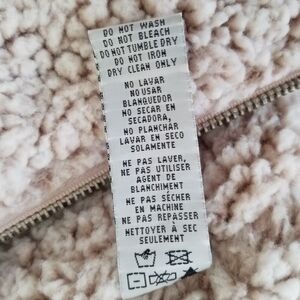 DO NOT WASH
DO NOT BLEACH
DO NOT TUMBLE DRY
DO NOT IRON
DRY CLEAN ONLY
NO LAVAR
NO USAR
BLANQUEDOR
NO SECAR EN
SECADORA,
NO PLANCHAR
LAVAR EN SECO
SOLAMENTE
NE PAS LAVER,
NE PAS UTILISER
AGENT DE
BLANCHIMENT
NE PAS SÉCHER
EN MACHINE
NE PAS REPASSER
NETTOYER À SEC
SEULEMENT